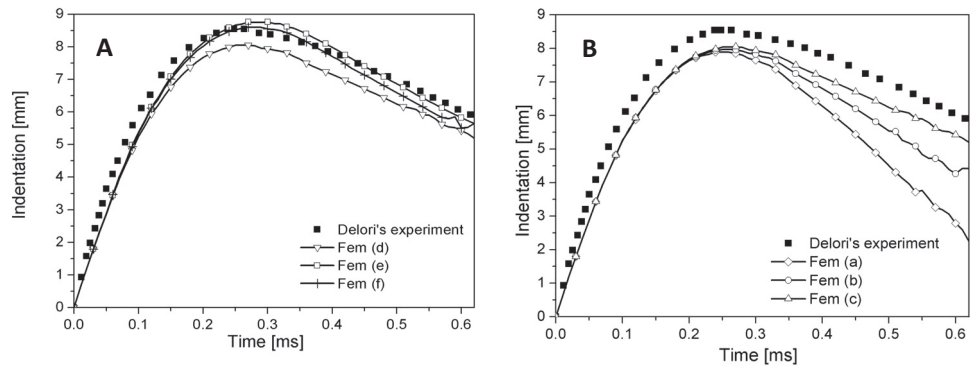 A
Indentation [mm]
9
8
7
6
5
4
3
2
1
0
Delori's experiment
Fem (d)
Fem (e)
Fem (f)
0.0 0.1 0.2 0.3 0.4 0.5 0.6
Time [ms]
B
Indentation [mm]
9
8
7
6
5
4
3
2
1
0
Delori's experiment
Fem (a)
Fem (b)
Fem (c)
0.0 0.1 0.2 0.3 0.4 0.5 0.6
Time [ms]